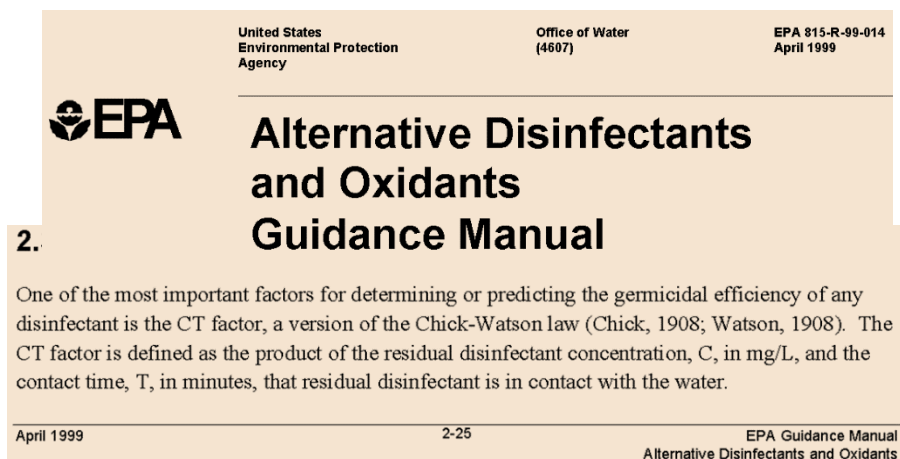 United States
Environmental Protection
Agency
Office of Water
(4607)
EPA 815-R-99-014
April 1999
EPA
Alternative Disinfectants
and Oxidants
Guidance Manual
2.
One of the most important factors for determining or predicting the germicidal efficiency of any
disinfectant is the CT factor, a version of the Chick-Watson law (Chick, 1908; Watson, 1908). The
CT factor is defined as the product of the residual disinfectant concentration, C, in mg/L, and the
contact time, T, in minutes, that residual disinfectant is in contact with the water.
April 1999
2-25
EPA Guidance Manual
Alternative Disinfectants and Oxidants